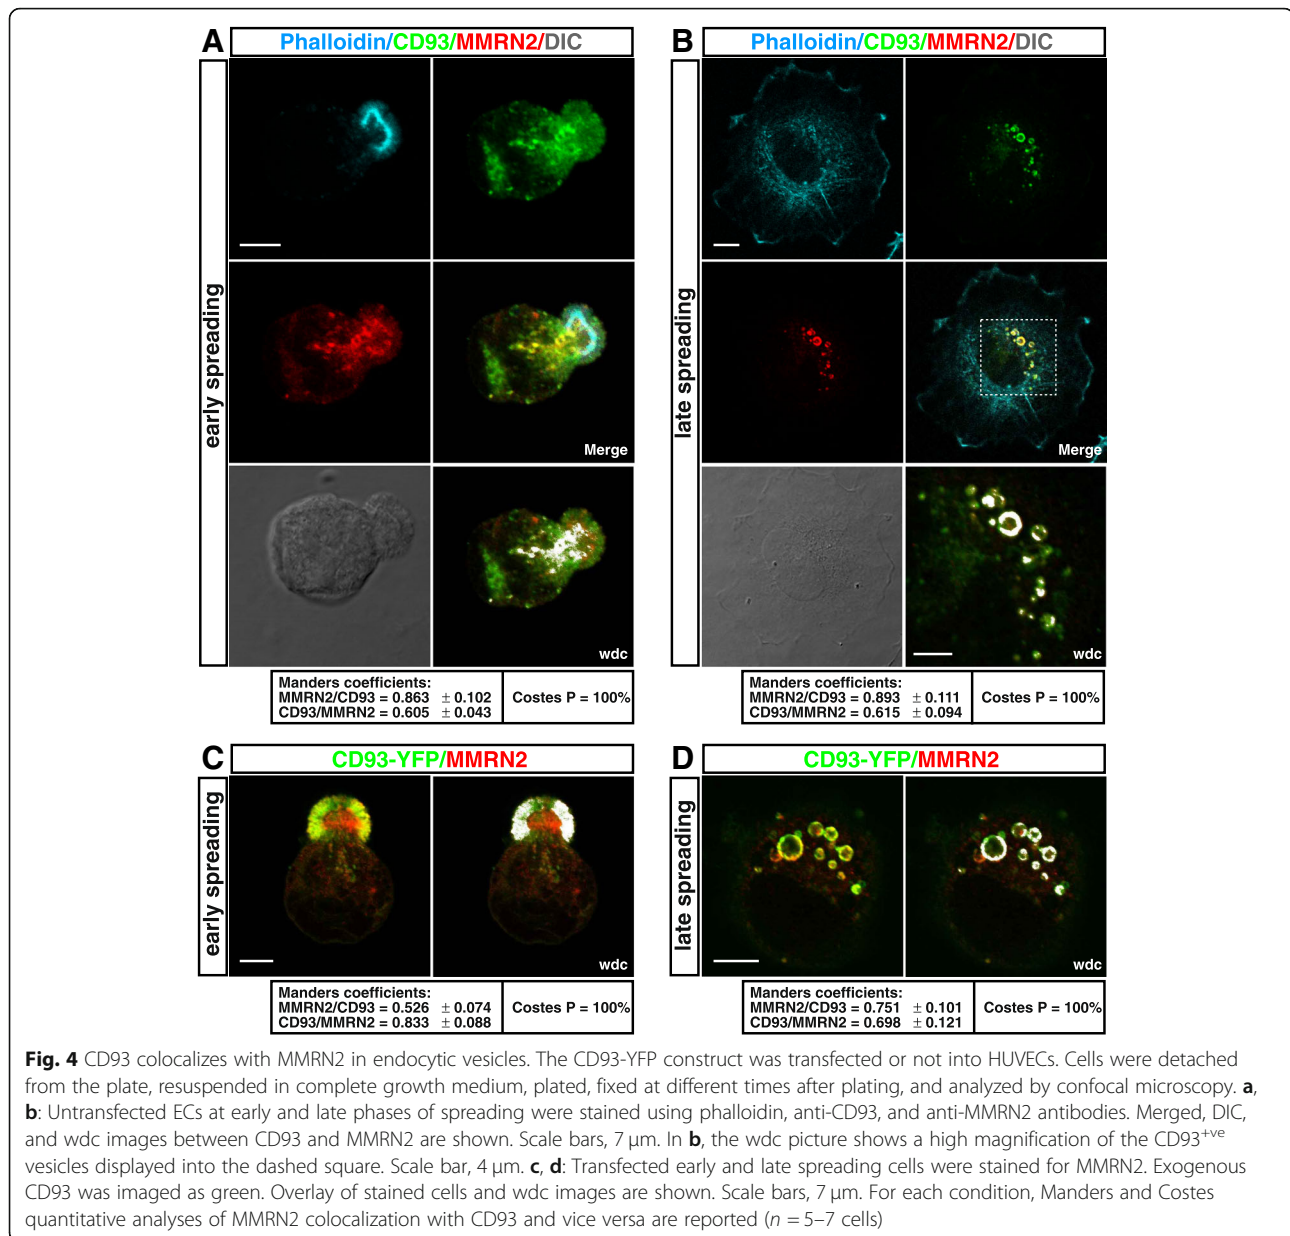 A
Phalloidin/CD93/MMRN2/DIC
early spreading
Merge
wdc
Manders coefficients:
MMRN2/CD93 = 0.863 ± 0.102
CD93/MMRN2 = 0.605 ± 0.043
Costes P = 100%
B
Phalloidin/CD93/MMRN2/DIC
late spreading
Merge
wdc
Manders coefficients:
MMRN2/CD93 = 0.893 ± 0.111
CD93/MMRN2 = 0.615 ± 0.094
Costes P = 100%
C
CD93-YFP/MMRN2
early spreading
wdc
Manders coefficients:
MMRN2/CD93 = 0.526 ± 0.074
CD93/MMRN2 = 0.833 ± 0.088
Costes P = 100%
D
CD93-YFP/MMRN2
late spreading
wdc
Manders coefficients:
MMRN2/CD93 = 0.751 ± 0.101
CD93/MMRN2 = 0.698 ± 0.121
Costes P = 100%
Fig. 4 CD93 colocalizes with MMRN2 in endocytic vesicles. The CD93-YFP construct was transfected or not into HUVECs. Cells were detached
from the plate, resuspended in complete growth medium, plated, fixed at different times after plating, and analyzed by confocal microscopy. a,
b: Untransfected ECs at early and late phases of spreading were stained using phalloidin, anti-CD93, and anti-MMRN2 antibodies. Merged, DIC,
and wdc images between CD93 and MMRN2 are shown. Scale bars, 7 μm. In b, the wdc picture shows a high magnification of the CD93+ve
vesicles displayed into the dashed square. Scale bar, 4 μm. c, d: Transfected early and late spreading cells were stained for MMRN2. Exogenous
CD93 was imaged as green. Overlay of stained cells and wdc images are shown. Scale bars, 7 μm. For each condition, Manders and Costes
quantitative analyses of MMRN2 colocalization with CD93 and vice versa are reported (n = 5–7 cells)